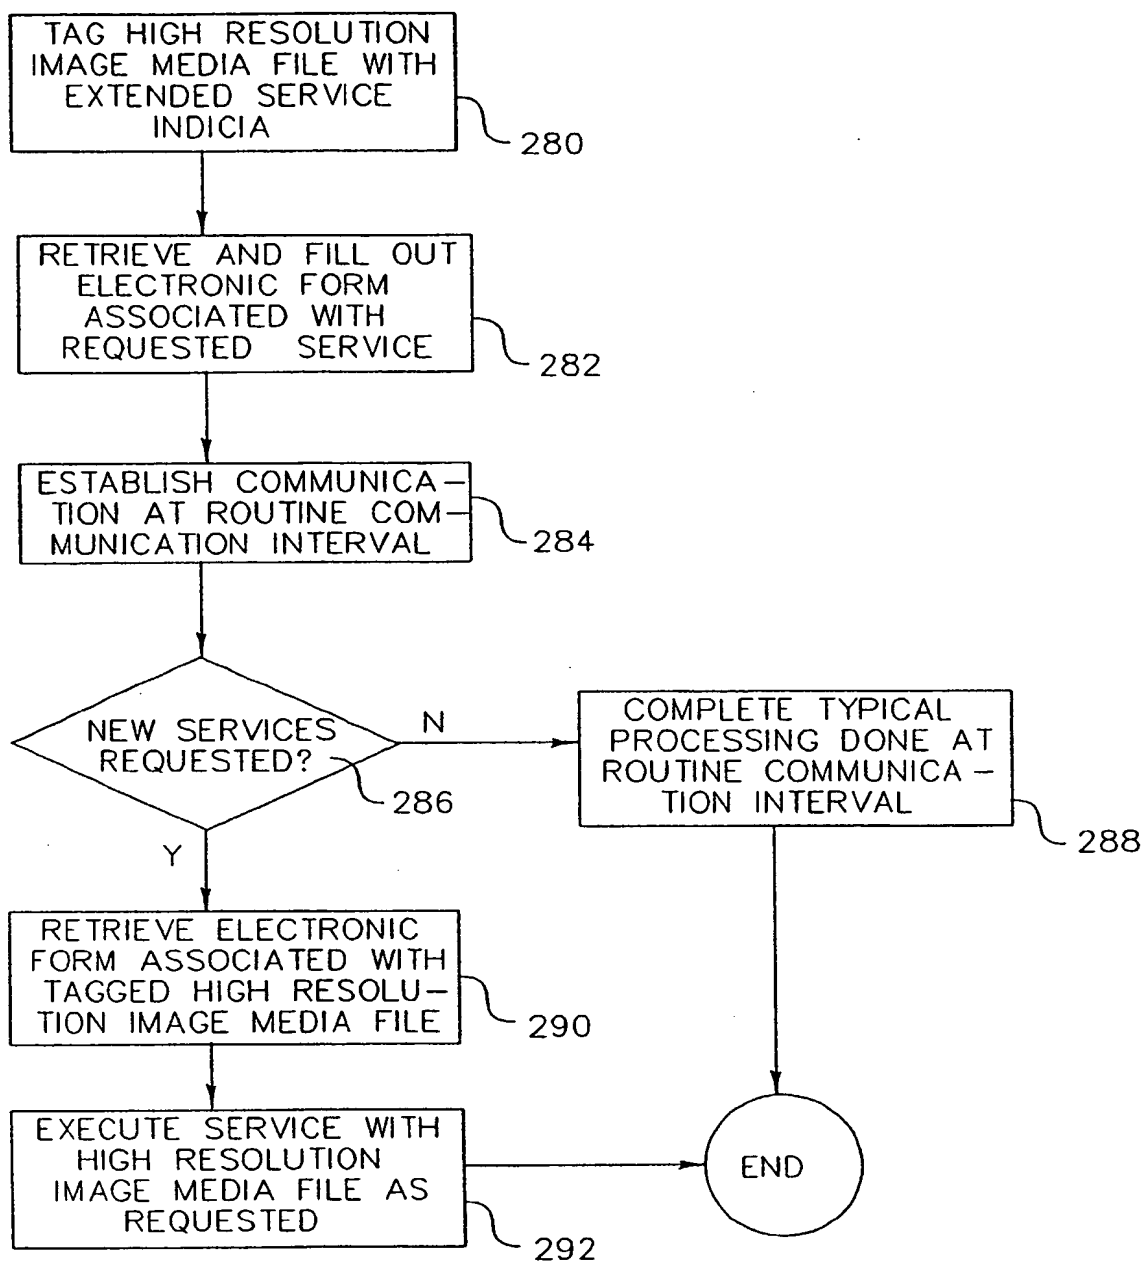 TAG HIGH RESOLUTION
IMAGE MEDIA FILE WITH
EXTENDED SERVICE
INDICIA
280
RETRIEVE AND FILL OUT
ELECTRONIC FORM
ASSOCIATED WITH
REQUESTED SERVICE
282
ESTABLISH COMMUNICA-
TION AT ROUTINE COM-
MUNICATION INTERVAL
284
NEW SERVICES
REQUESTED?
286
N
Y
COMPLETE TYPICAL
PROCESSING DONE AT
ROUTINE COMMUNICA-
TION INTERVAL
288
RETRIEVE ELECTRONIC
FORM ASSOCIATED WITH
TAGGED HIGH RESOLU-
TION IMAGE MEDIA FILE
290
EXECUTE SERVICE WITH
HIGH RESOLUTION
IMAGE MEDIA FILE AS
REQUESTED
292
END